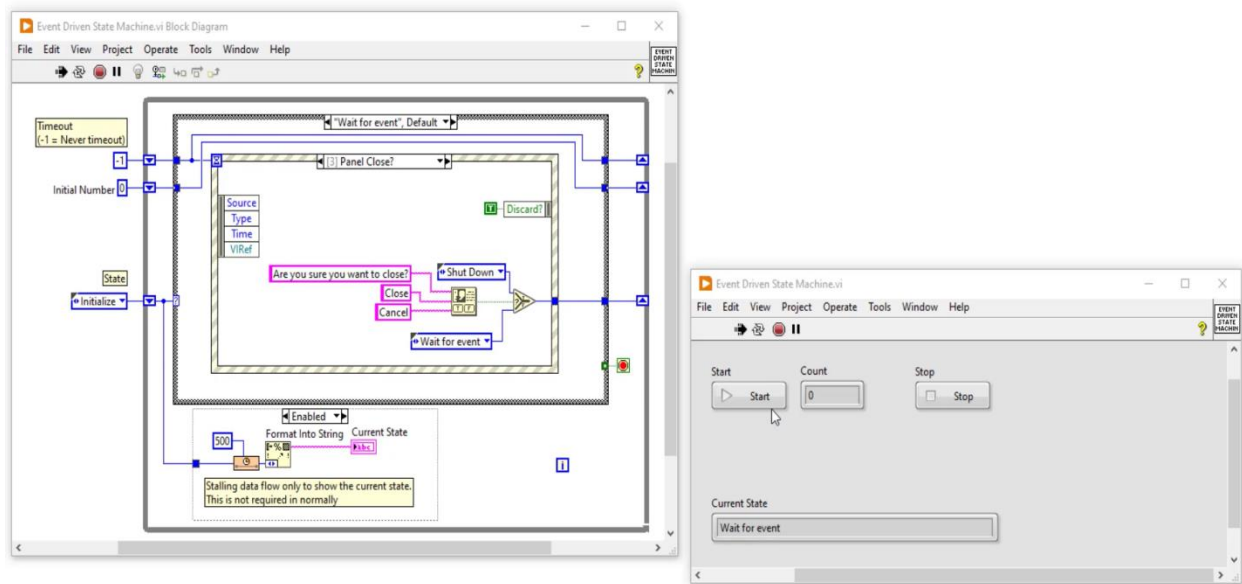 Event Driven State Machine.vi Block Diagram
File Edit View Project Operate Tools Window Help
EVENT
DRIVEN
STATE
MACHIN
Timeout
(-1 = Never timeout)
-1
Initial Number 0
"Wait for event", Default
[3] Panel Close?
Source
Type
Time
VIRef
T Discard?
Are you sure you want to close?
Close
Cancel
Shut Down
Wait for event
State
Initialize
Enabled
500
Format Into String
Current State
abc
Stalling data flow only to show the current state.
This is not required in normally
i
Event Driven State Machine.vi
File Edit View Project Operate Tools Window Help
EVENT
DRIVEN
STATE
MACHIN
Start Count Stop
Start 0 Stop
Current State
Wait for event